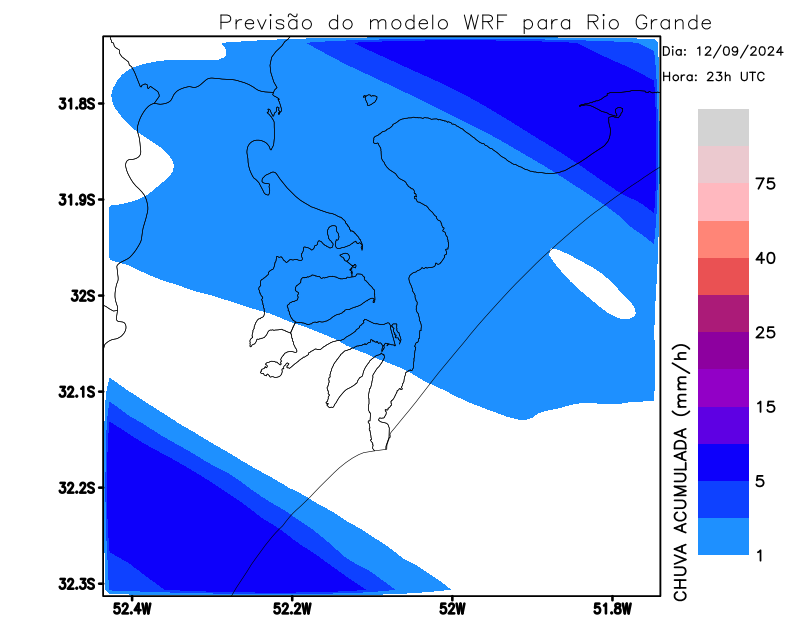 Previsão do modelo WRF para Rio Grande
Dia: 12/09/2024
Hora: 23h UTC
31.8S
31.9S
32S
32.1S
32.2S
32.3S
52.4W
52.2W
52W
51.8W
75
40
25
15
5
1
CHUVA ACUMULADA (mm/h)